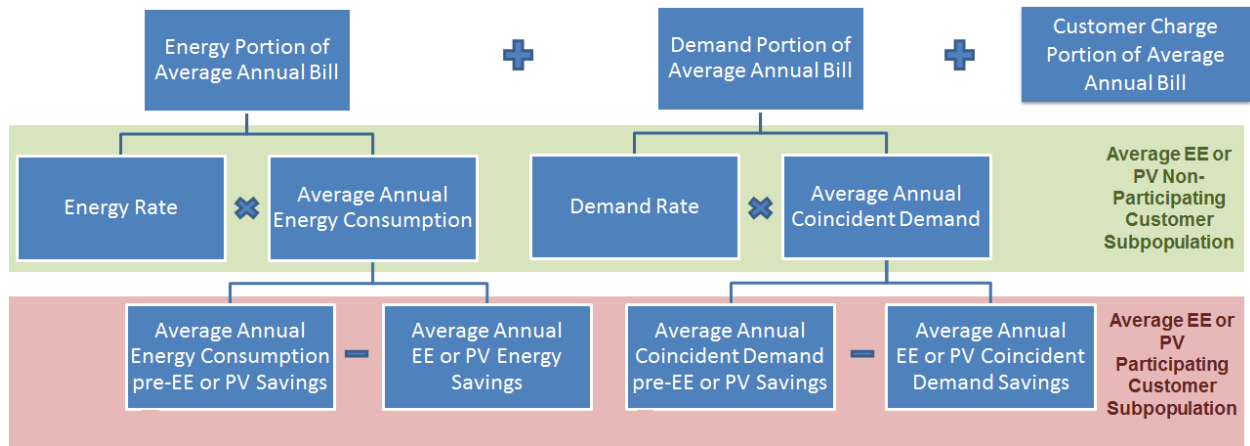 Energy Portion of
Average Annual Bill
Demand Portion of
Average Annual Bill
Customer Charge
Portion of Average
Annual Bill
Energy Rate
Average Annual
Energy Consumption
Demand Rate
Average Annual
Coincident Demand
Average EE or
PV Non-
Participating
Customer
Subpopulation
Average Annual
Energy Consumption
pre-EE or PV Savings
Average Annual
EE or PV Energy
Savings
Average Annual
Coincident Demand
pre-EE or PV Savings
Average Annual
EE or PV Coincident
Demand Savings
Average EE or
PV
Participating
Customer
Subpopulation